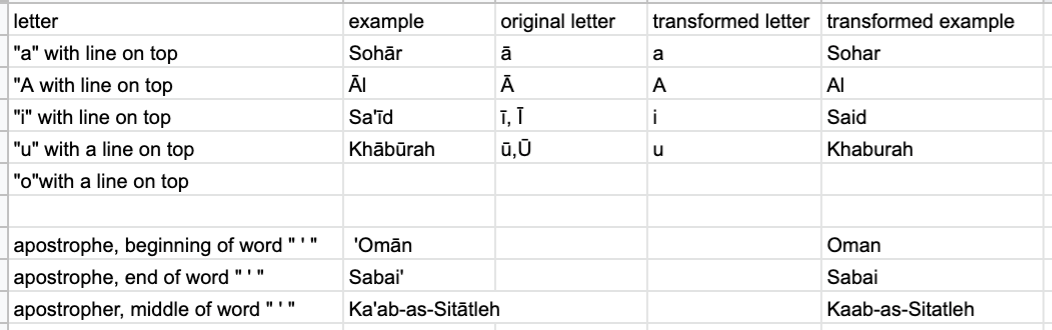 letter example original letter transformed letter transformed example
"a" with line on top Sohār ā a Sohar
"A with line on top Āl Ā A Al
"i" with line on top Sa'īd ī, Ī i Said
"u" with a line on top Khābūrah ū,Ū u Khaburah
"o"with a line on top
apostrophe, beginning of word " ' " 'Omān Oman
apostrophe, end of word " ' " Sabai' Sabai
apostropher, middle of word " ' " Ka'ab-as-Sitātleh Kaab-as-Sitatleh